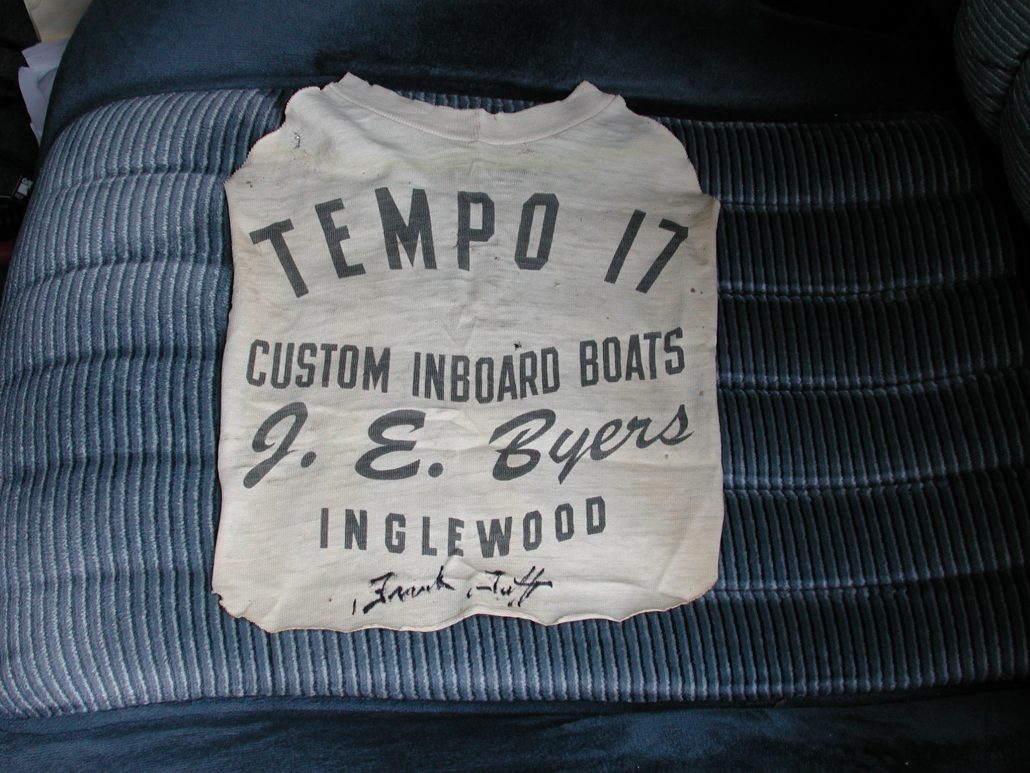 TEMPO 17
CUSTOM INBOARD BOATS
J. E. Byers
INGLEWOOD
Frank